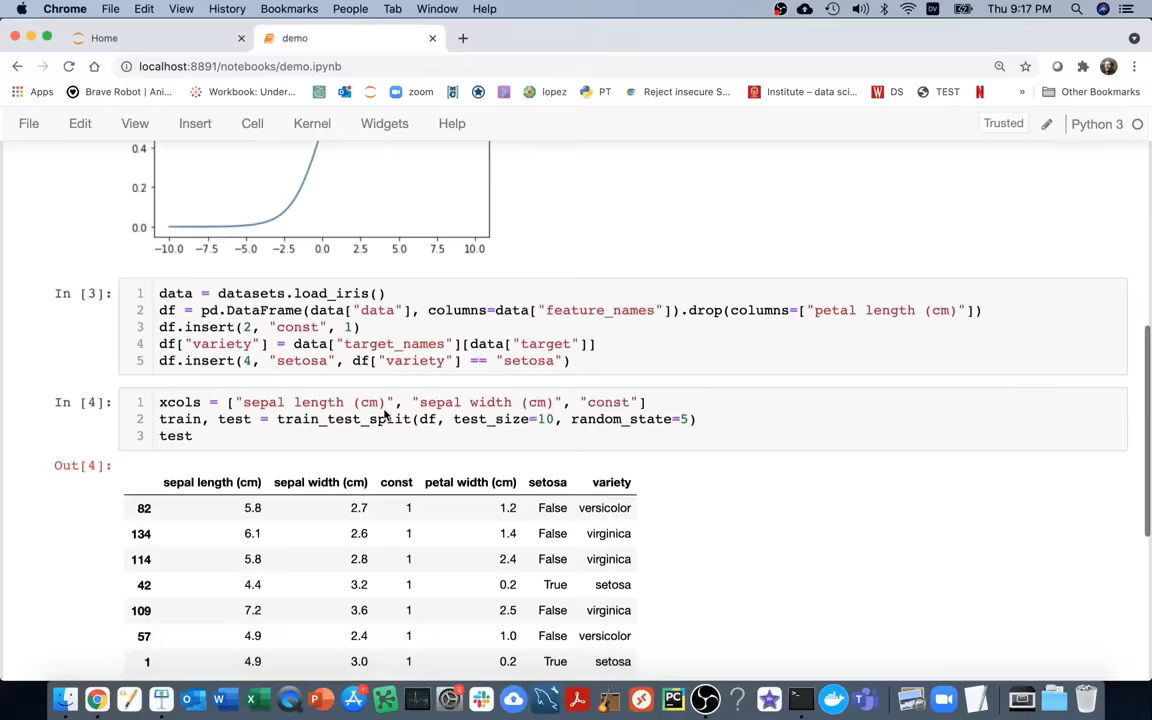 Chrome File Edit View History Bookmarks People Tab Window Help DV Thu 9:17 PM
Home demo
localhost:8891/notebooks/demo.ipynb
Apps Brave Robot | Ani... Workbook: Under... zoom lopez PT Reject insecure S... Institute – data sci... DS TEST » Other Bookmarks
File Edit View Insert Cell Kernel Widgets Help Trusted Python 3
0.4
0.2
0.0
−10.0 −7.5 −5.0 −2.5 0.0 2.5 5.0 7.5 10.0
In [3]:
1 data = datasets.load_iris()
2 df = pd.DataFrame(data["data"], columns=data["feature_names"]).drop(columns=["petal length (cm)"])
3 df.insert(2, "const", 1)
4 df["variety"] = data["target_names"][data["target"]]
5 df.insert(4, "setosa", df["variety"] == "setosa")
In [4]:
1 xcols = ["sepal length (cm)", "sepal width (cm)", "const"]
2 train, test = train_test_split(df, test_size=10, random_state=5)
3 test
Out[4]:
sepal length (cm) sepal width (cm) const petal width (cm) setosa variety
82 5.8 2.7 1 1.2 False versicolor
134 6.1 2.6 1 1.4 False virginica
114 5.8 2.8 1 2.4 False virginica
42 4.4 3.2 1 0.2 True setosa
109 7.2 3.6 1 2.5 False virginica
57 4.9 2.4 1 1.0 False versicolor
1 4.9 3.0 1 0.2 True setosa